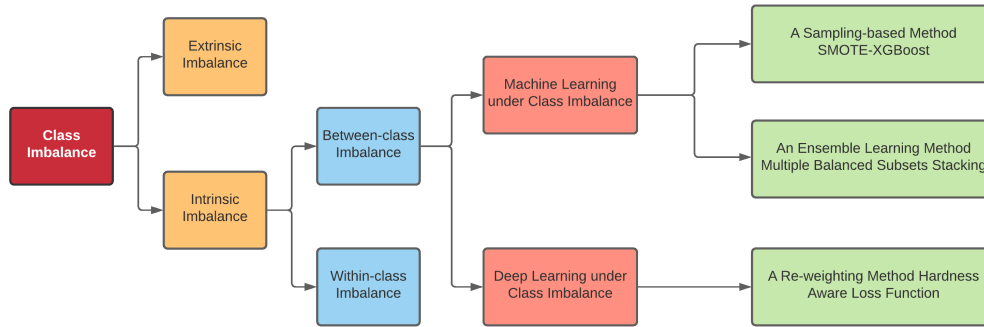 Class
Imbalance
Extrinsic
Imbalance
Intrinsic
Imbalance
Between-class
Imbalance
Within-class
Imbalance
Machine Learning
under Class Imbalance
Deep Learning under
Class Imbalance
A Sampling-based Method
SMOTE-XGBoost
An Ensemble Learning Method
Multiple Balanced Subsets Stacking
A Re-weighting Method Hardness
Aware Loss Function